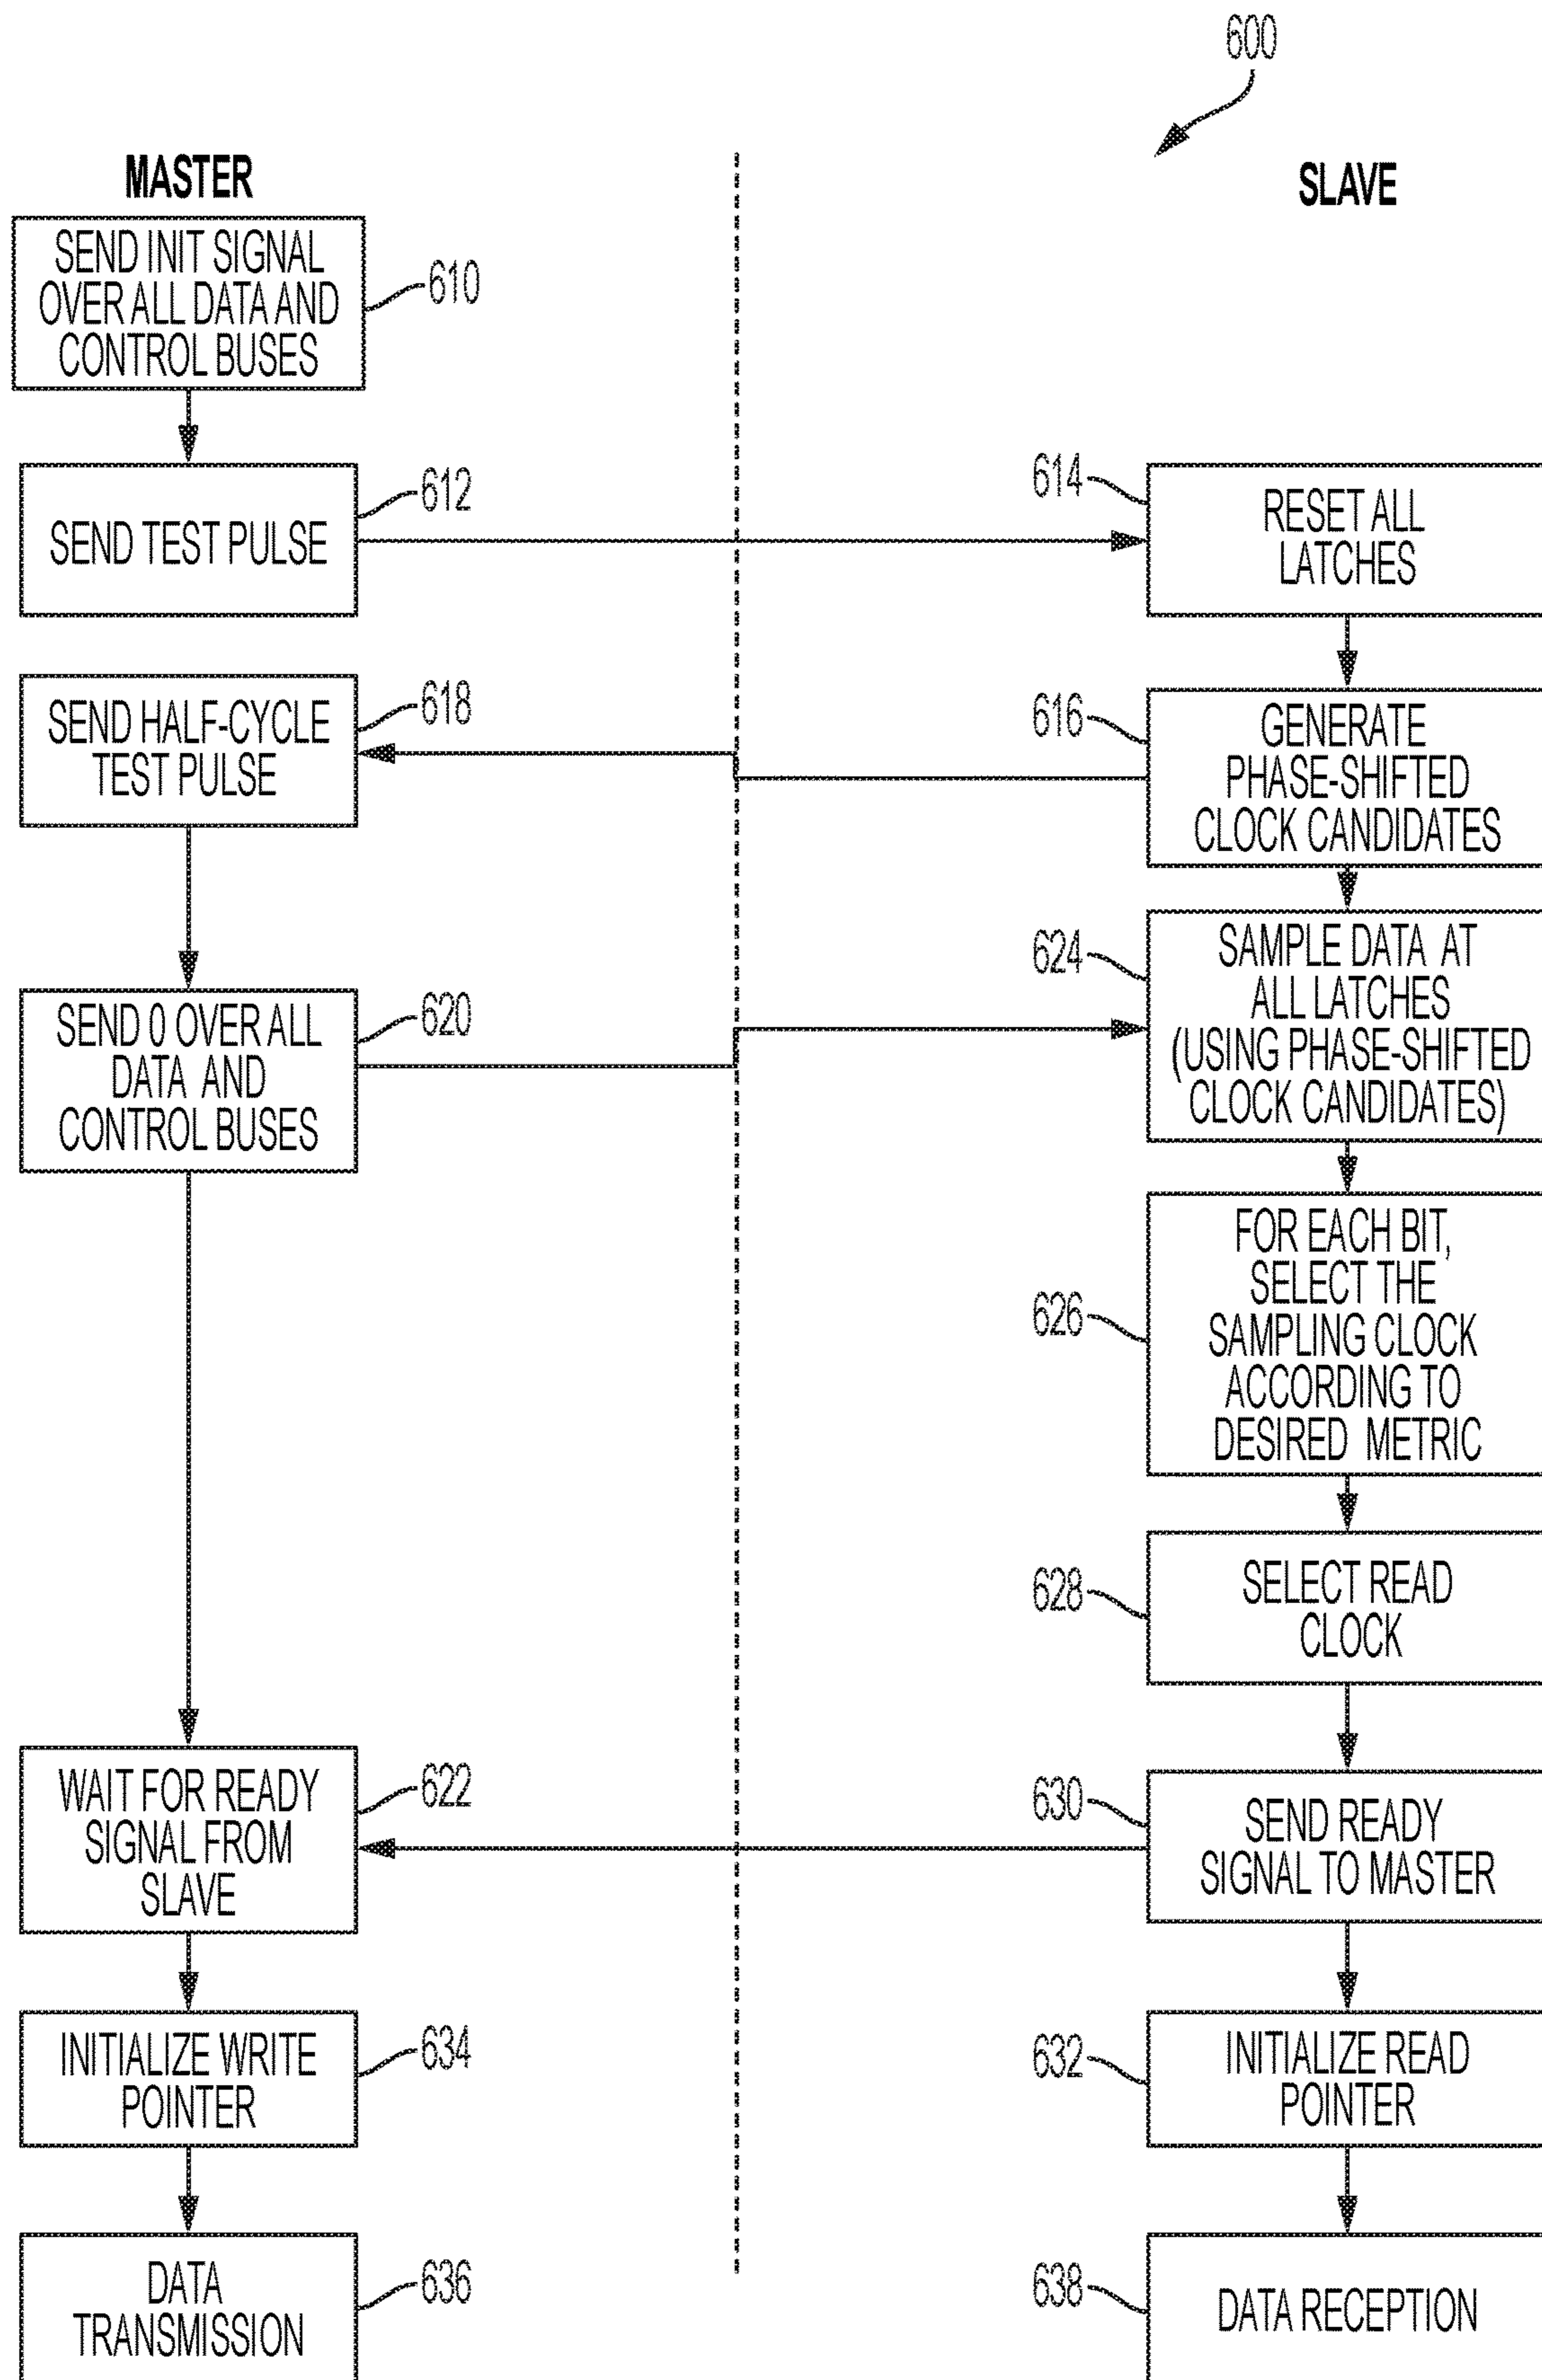 600
MASTER
SLAVE
SEND INIT SIGNAL
OVER ALL DATA AND
CONTROL BUSES
610
SEND TEST PULSE
612
614
RESET ALL
LATCHES
SEND HALF-CYCLE
TEST PULSE
618
616
GENERATE
PHASE-SHIFTED
CLOCK CANDIDATES
SEND 0 OVER ALL
DATA AND
CONTROL BUSES
620
624
SAMPLE DATA AT
ALL LATCHES
(USING PHASE-SHIFTED
CLOCK CANDIDATES)
626
FOR EACH BIT,
SELECT THE
SAMPLING CLOCK
ACCORDING TO
DESIRED METRIC
628
SELECT READ
CLOCK
WAIT FOR READY
SIGNAL FROM
SLAVE
622
630
SEND READY
SIGNAL TO MASTER
INITIALIZE WRITE
POINTER
634
632
INITIALIZE READ
POINTER
DATA
TRANSMISSION
636
638
DATA RECEPTION